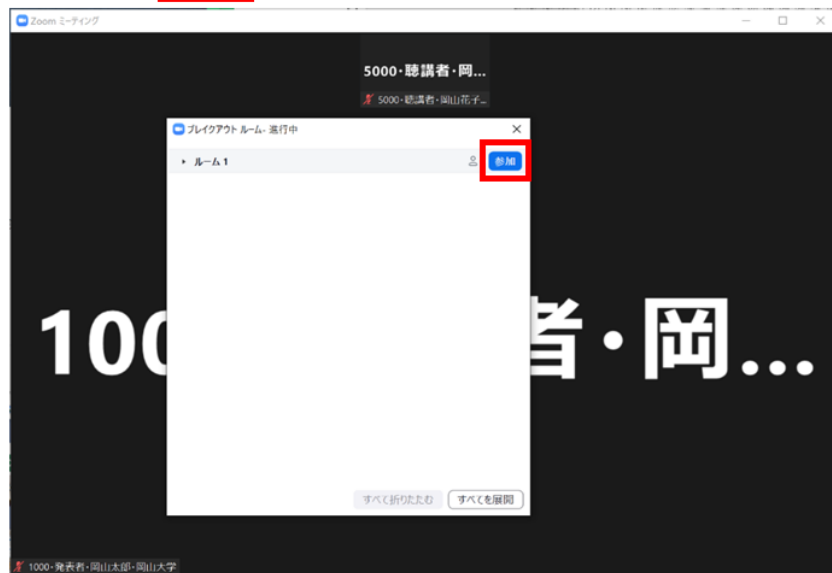 Zoom ミーティング
5000・聴講者・岡...
5000・聴講者・岡山花子...
ブレイクアウト ルーム - 進行中
ルーム 1
参加
100
者・岡...
すべて折りたたむ
すべてを展開
1000・発表者・岡山太郎・岡山大学